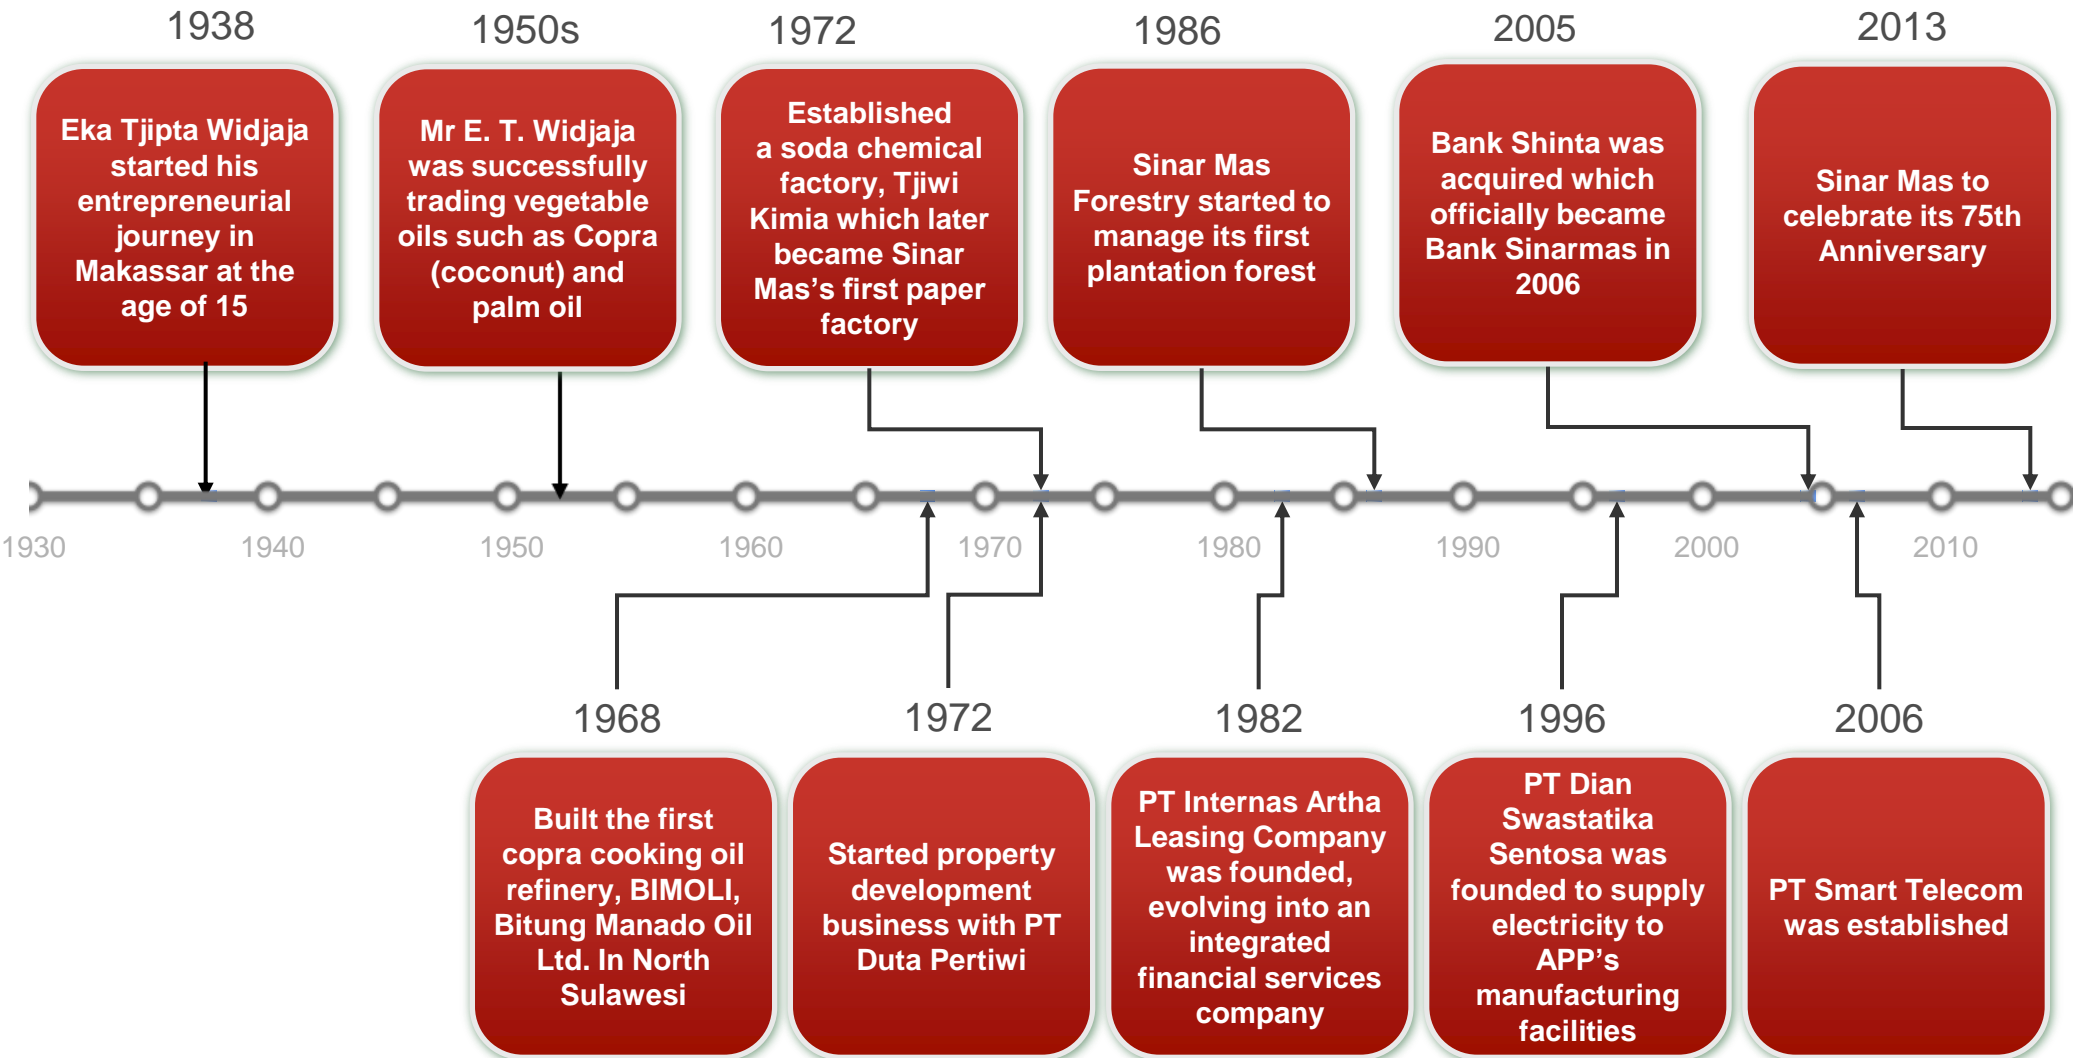 1938
Eka Tjipta Widjaja
started his
entrepreneurial
journey in
Makassar at the
age of 15
1950s
Mr E. T. Widjaja
was successfully
trading vegetable
oils such as Copra
(coconut) and
palm oil
1972
Established
a soda chemical
factory, Tjiwi
Kimia which later
became Sinar
Mas’s first paper
factory
1986
Sinar Mas
Forestry started to
manage its first
plantation forest
2005
Bank Shinta was
acquired which
officially became
Bank Sinarmas in
2006
2013
Sinar Mas to
celebrate its 75th
Anniversary
1930
1940
1950
1960
1970
1980
1990
2000
2010
1968
Built the first
copra cooking oil
refinery, BIMOLI,
Bitung Manado Oil
Ltd. In North
Sulawesi
1972
Started property
development
business with PT
Duta Pertiwi
1982
PT Internas Artha
Leasing Company
was founded,
evolving into an
integrated
financial services
company
1996
PT Dian
Swastatika
Sentosa was
founded to supply
electricity to
APP’s
manufacturing
facilities
2006
PT Smart Telecom
was established